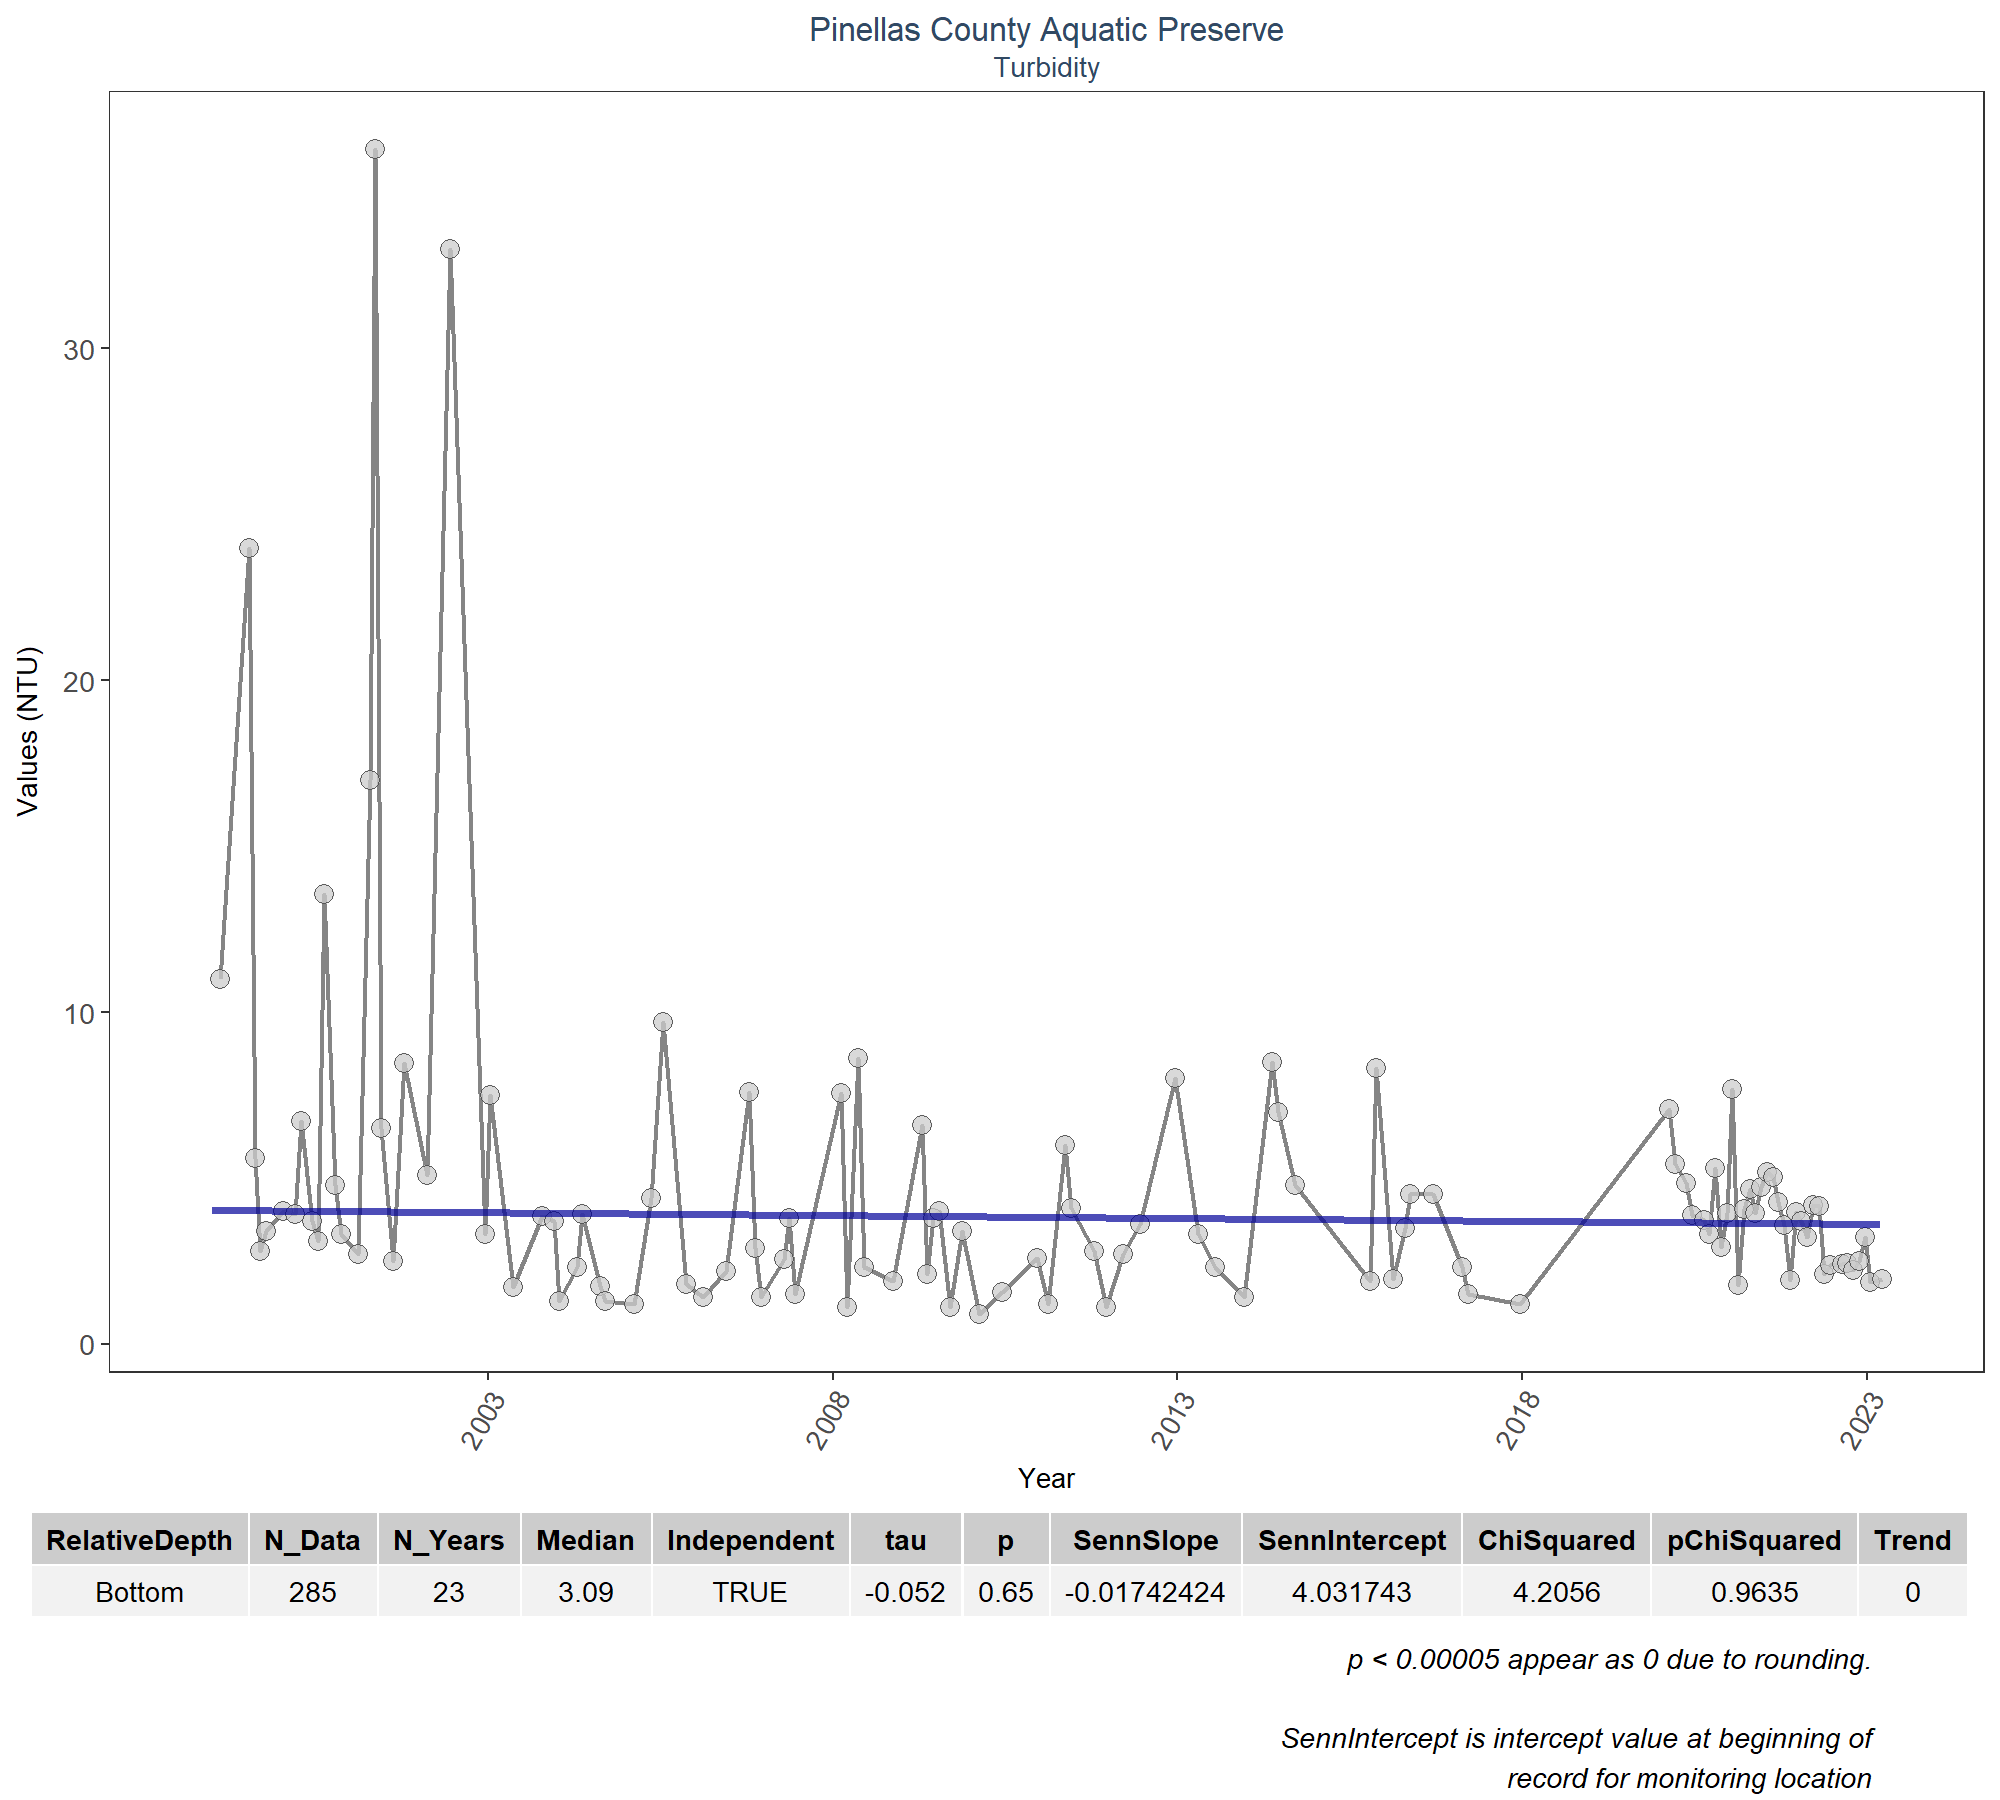 Pinellas County Aquatic Preserve
Turbidity
Values (NTU)
30
20
10
0
2003 2008 2013 2018 2023
Year
RelativeDepth N_Data N_Years Median Independent tau p SennSlope SennIntercept ChiSquared pChiSquared Trend
Bottom 285 23 3.09 TRUE -0.052 0.65 -0.01742424 4.031743 4.2056 0.9635 0
p < 0.00005 appear as 0 due to rounding.
SennIntercept is intercept value at beginning of
record for monitoring location